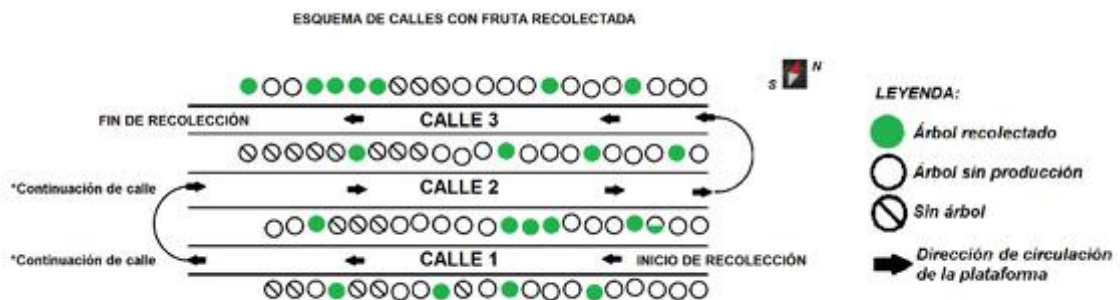 ESQUEMA DE CALLES CON FRUTA RECOLECTADA
S N
FIN DE RECOLECCIÓN
CALLE 3
*Continuación de calle
CALLE 2
*Continuación de calle
CALLE 1
INICIO DE RECOLECCIÓN
LEYENDA:
Árbol recolectado
Árbol sin producción
Sin árbol
Dirección de circulación
de la plataforma